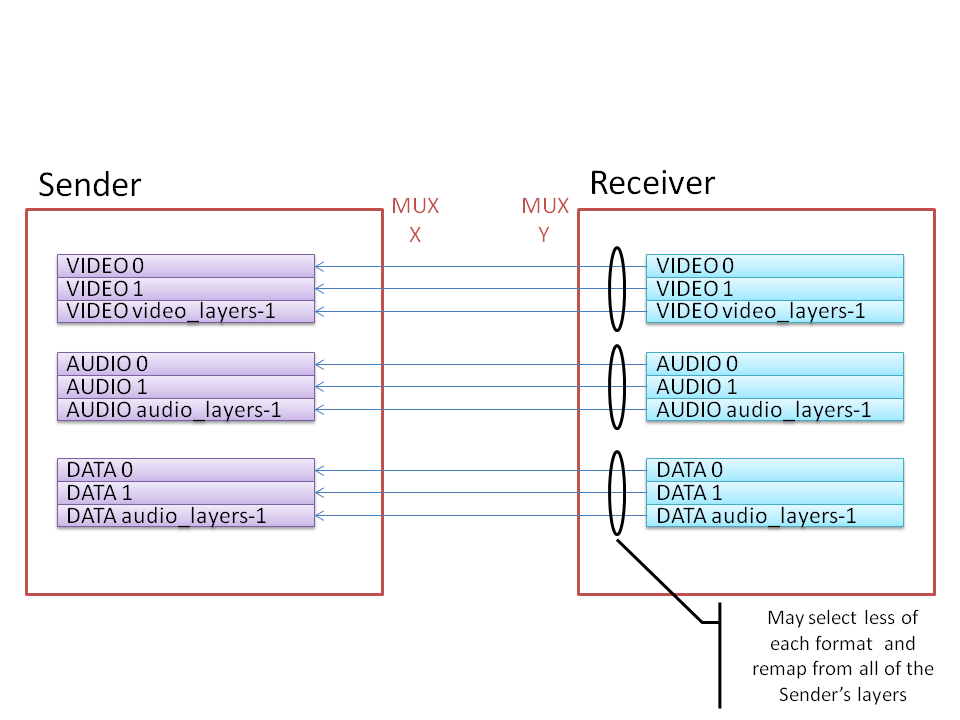 Sender
Receiver
MUX
X
MUX
Y
VIDEO 0
VIDEO 1
VIDEO video_layers-1
AUDIO 0
AUDIO 1
AUDIO audio_layers-1
DATA 0
DATA 1
DATA audio_layers-1
VIDEO 0
VIDEO 1
VIDEO video_layers-1
AUDIO 0
AUDIO 1
AUDIO audio_layers-1
DATA 0
DATA 1
DATA audio_layers-1
May select less of
each format and
remap from all of the
Sender's layers